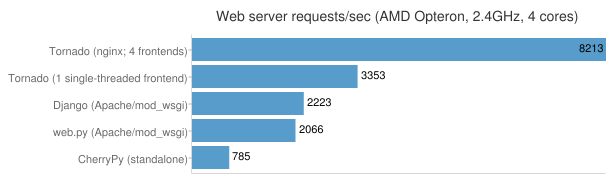 Web server requests/sec (AMD Opteron, 2.4GHz, 4 cores)
Tornado (nginx; 4 frontends) 8213
Tornado (1 single-threaded frontend) 3353
Django (Apache/mod_wsgi) 2223
web.py (Apache/mod_wsgi) 2066
CherryPy (standalone) 785